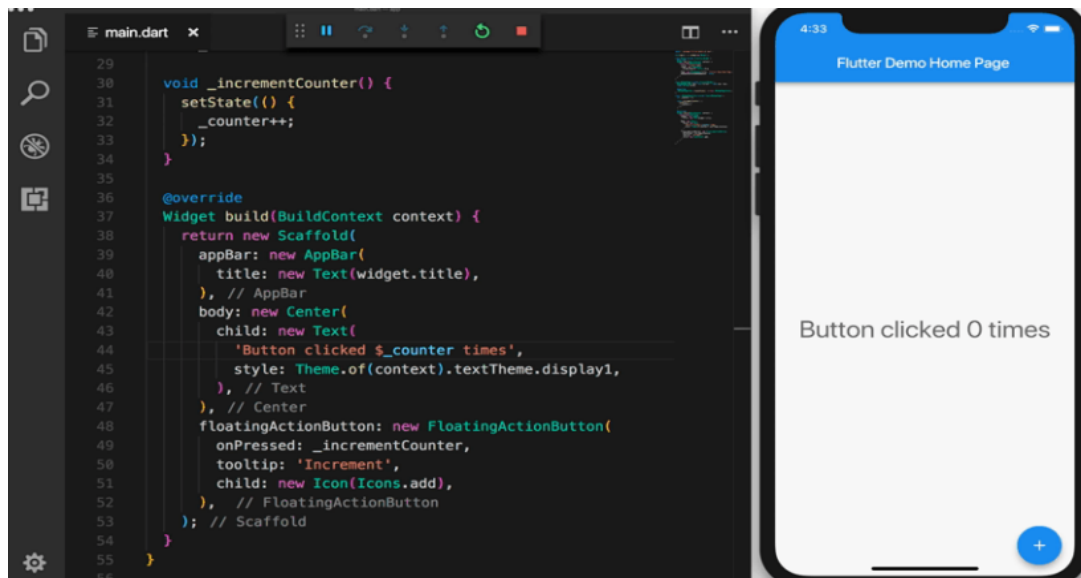 main.dart
29
30 void _incrementCounter() {
31 setState(() {
32 _counter++;
33 });
34 }
35
36 @override
37 Widget build(BuildContext context) {
38 return new Scaffold(
39 appBar: new AppBar(
40 title: new Text(widget.title),
41 ), // AppBar
42 body: new Center(
43 child: new Text(
44 'Button clicked $_counter times',
45 style: Theme.of(context).textTheme.display1,
46 ), // Text
47 ), // Center
48 floatingActionButton: new FloatingActionButton(
49 onPressed: _incrementCounter,
50 tooltip: 'Increment',
51 child: new Icon(Icons.add),
52 ), // FloatingActionButton
53 ); // Scaffold
54 }
55 }
4:33
Flutter Demo Home Page
Button clicked 0 times
+